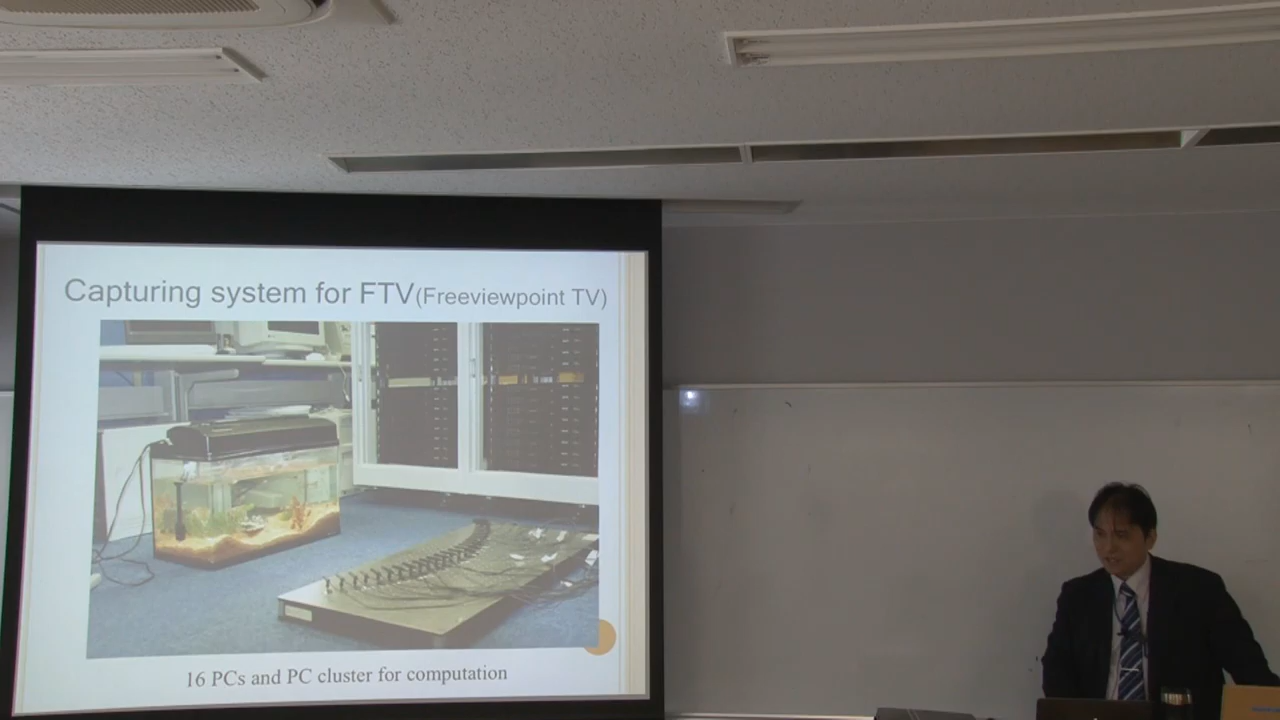 Capturing system for FTV(Freeviewpoint TV)
16 PCs and PC cluster for computation